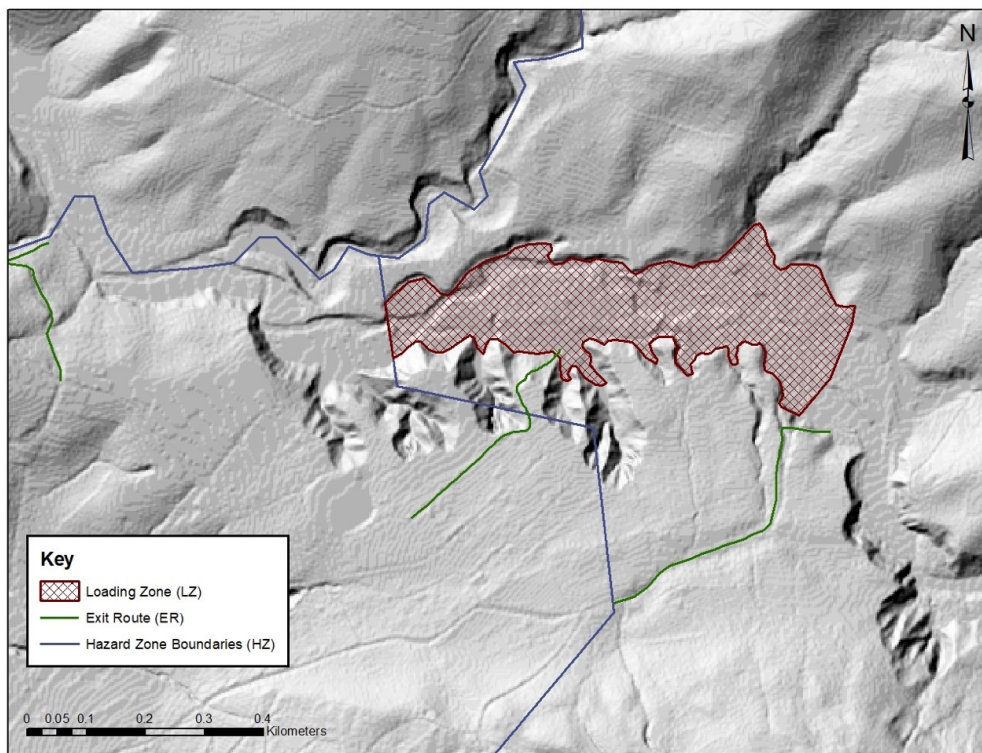 N
Key
Loading Zone (LZ)
Exit Route (ER)
Hazard Zone Boundaries (HZ)
0 0.05 0.1 0.2 0.3 0.4
Kilometers